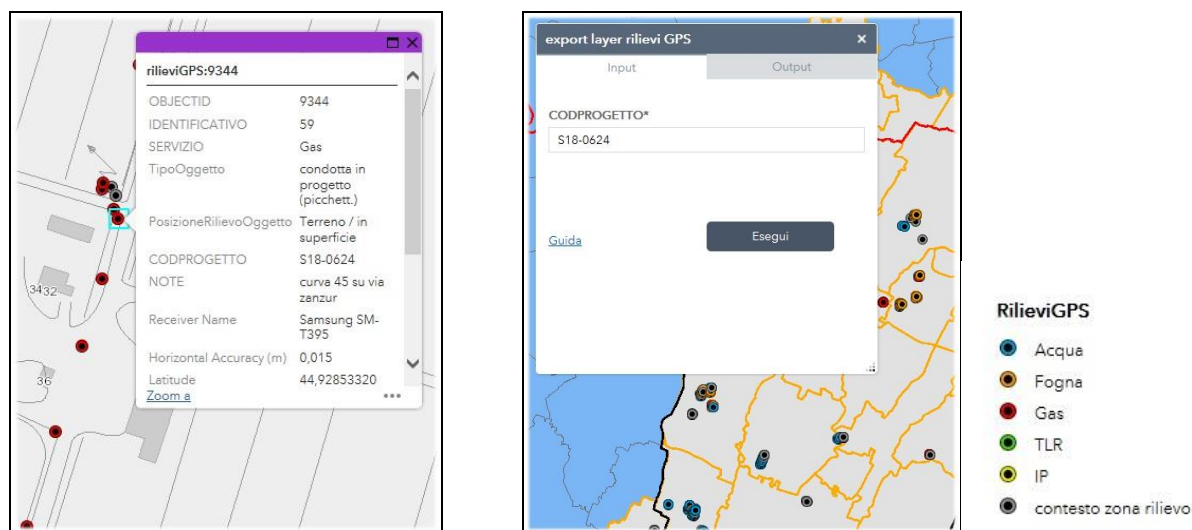 rilieviGPS:9344
OBJECTID 9344
IDENTIFICATIVO 59
SERVIZIO Gas
TipoOggetto condotta in
progetto
(picchett.)
PosizioneRilievoOggetto Terreno / in
superficie
CODPROGETTO S18-0624
NOTE curva 45 su via
zanzur
Receiver Name Samsung SM-
T395
Horizontal Accuracy (m) 0,015
Latitude 44,92853320
Zoom a
3432
36
export layer rilievi GPS
Input Output
CODPROGETTO*
S18-0624
Guida Esegui
RilieviGPS
Acqua
Fogna
Gas
TLR
IP
contesto zona rilievo